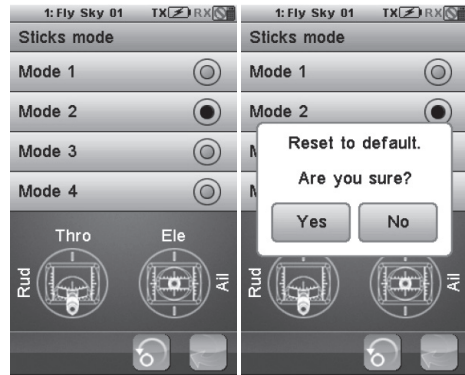 1: Fly Sky 01 TX RX
Sticks mode
Mode 1
Mode 2
Mode 3
Mode 4
Thro Ele
Rud
Ail
1: Fly Sky 01 TX RX
Sticks mode
Mode 1
Mode 2
Reset to default.
Are you sure?
Yes No
M
M
Rud
Ail